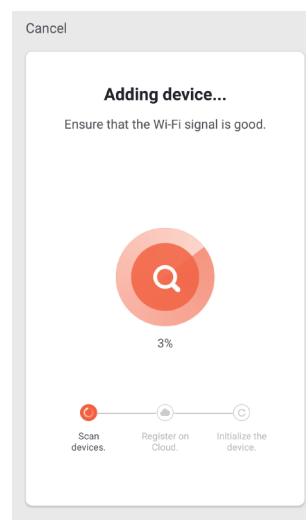 Cancel
Adding device...
Ensure that the Wi-Fi signal is good.
3%
Scan
devices.
Register on
Cloud.
Initialize the
device.